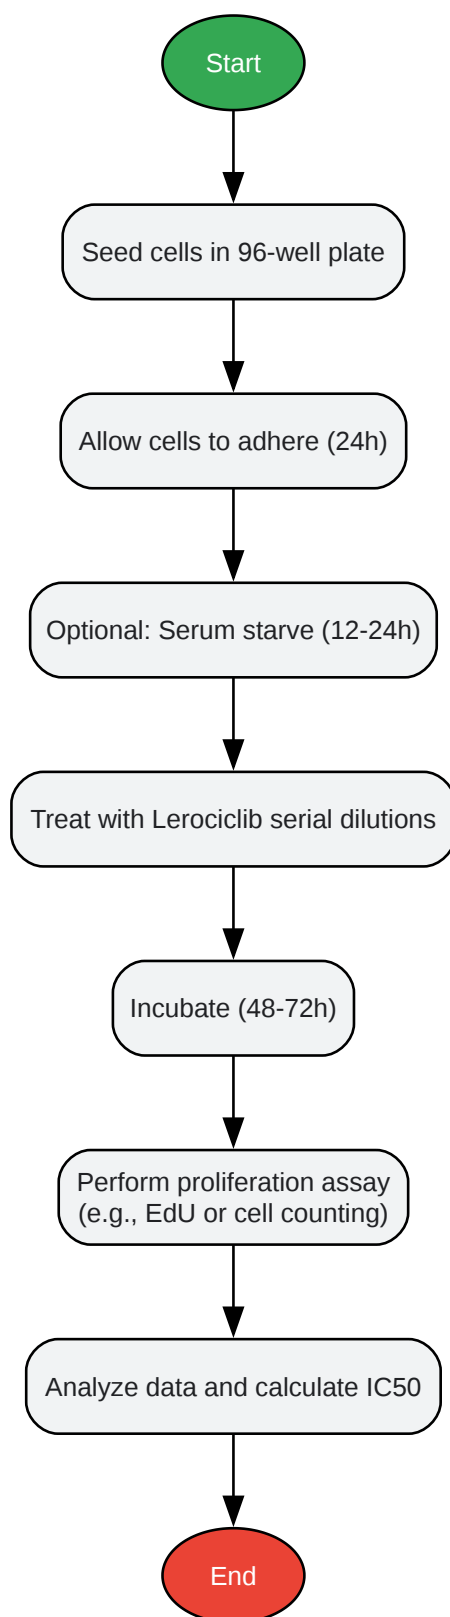 Start
Seed cells in 96-well plate
Allow cells to adhere (24h)
Optional: Serum starve (12-24h)
Treat with Lerociclib serial dilutions
Incubate (48-72h)
Perform proliferation assay
(e.g., EdU or cell counting)
Analyze data and calculate IC50
End